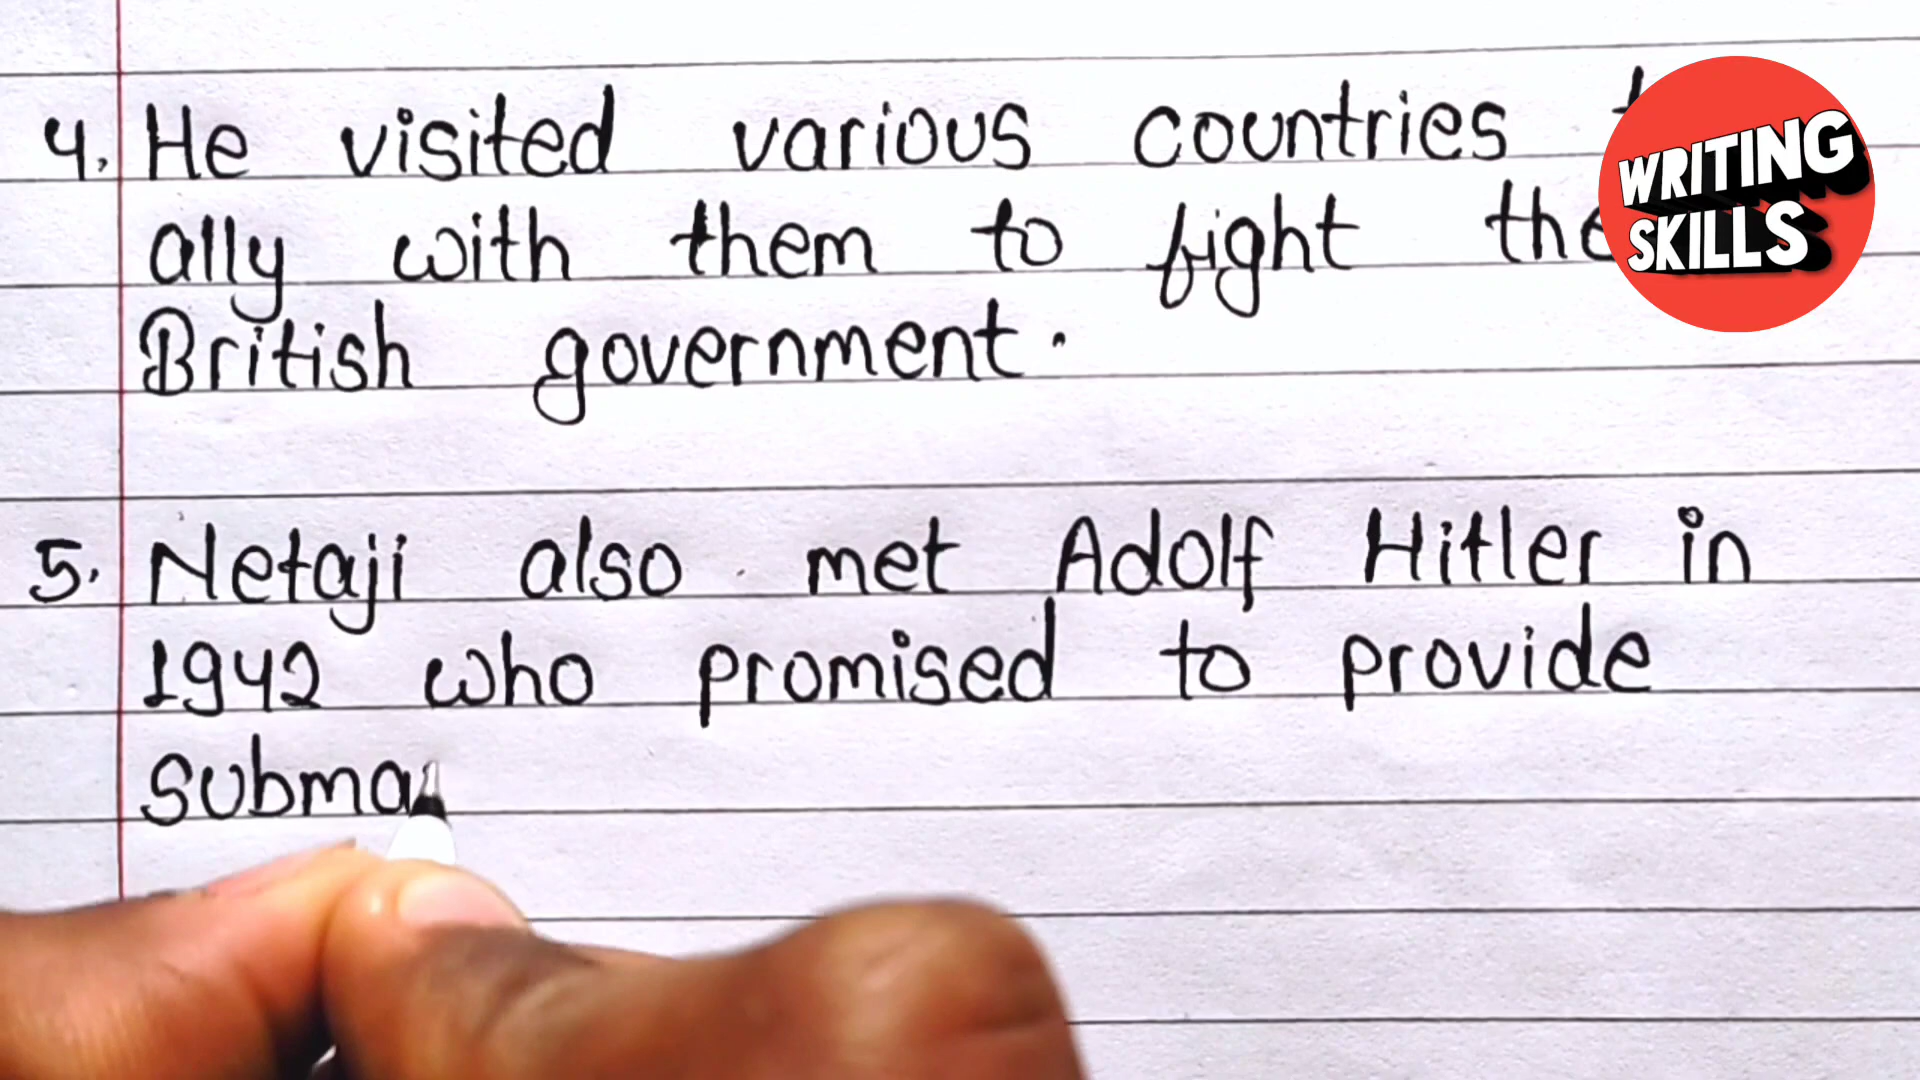 4. He visited various countries
ally with them to fight the
British government.
5. Netaji also met Adolf Hitler in
1942 who promised to provide
Subma
WRITING
SKILLS